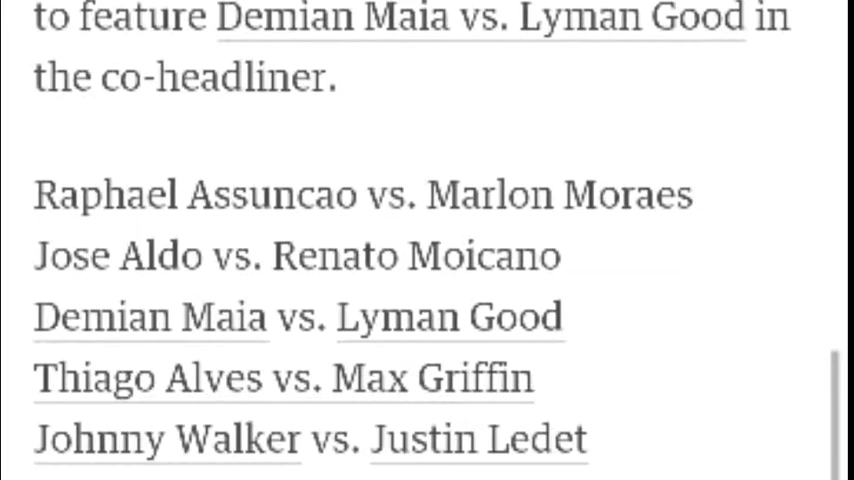 to feature Demian Maia vs. Lyman Good in
the co-headliner.
Raphael Assuncao vs. Marlon Moraes
Jose Aldo vs. Renato Moicano
Demian Maia vs. Lyman Good
Thiago Alves vs. Max Griffin
Johnny Walker vs. Justin Ledet